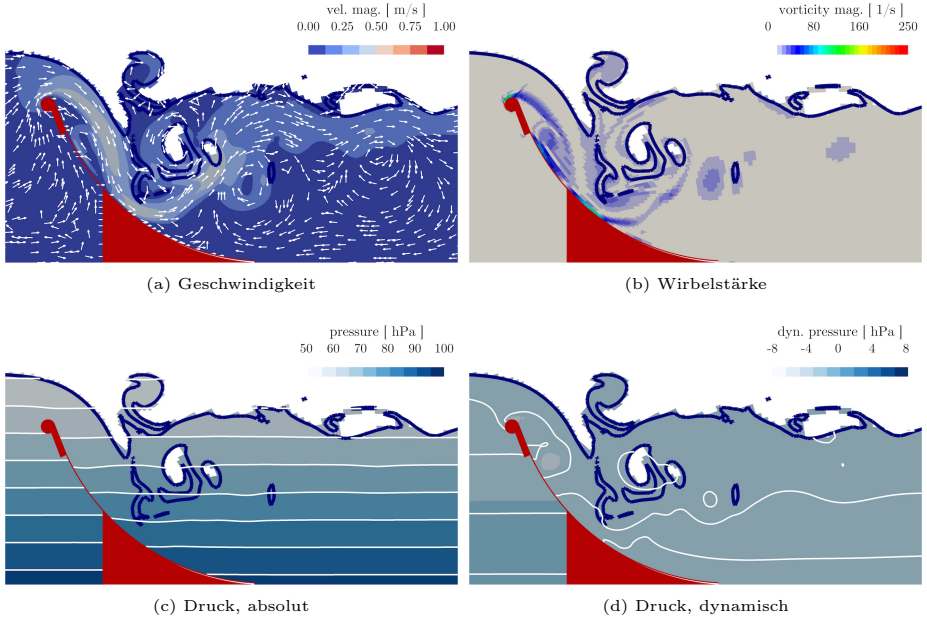 vel. mag. [ m/s ]
0.00 0.25 0.50 0.75 1.00
vorticity mag. [ 1/s ]
0 80 160 250
(a) Geschwindigkeit
(b) Wirbelstärke
pressure [ hPa ]
50 60 70 80 90 100
dyn. pressure [ hPa ]
-8 -4 0 4 8
(c) Druck, absolut
(d) Druck, dynamisch